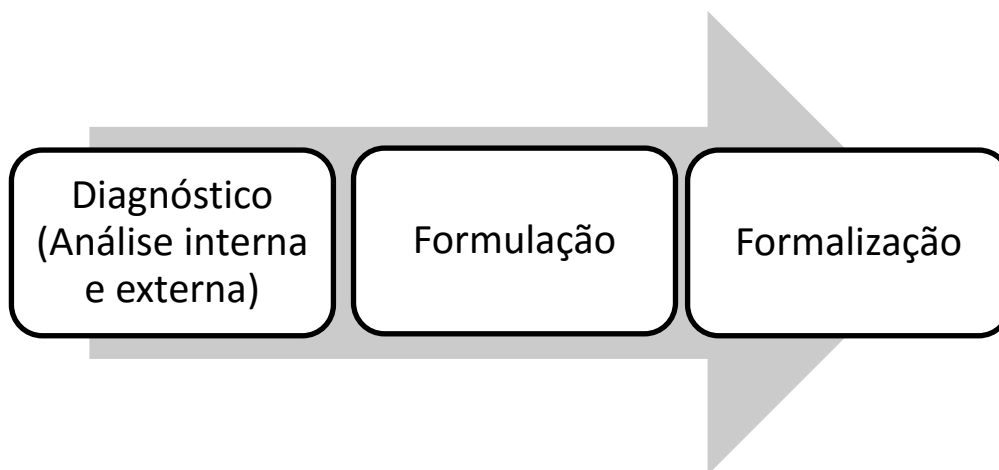 Diagnóstico
(Análise interna
e externa)
Formulação
Formalização